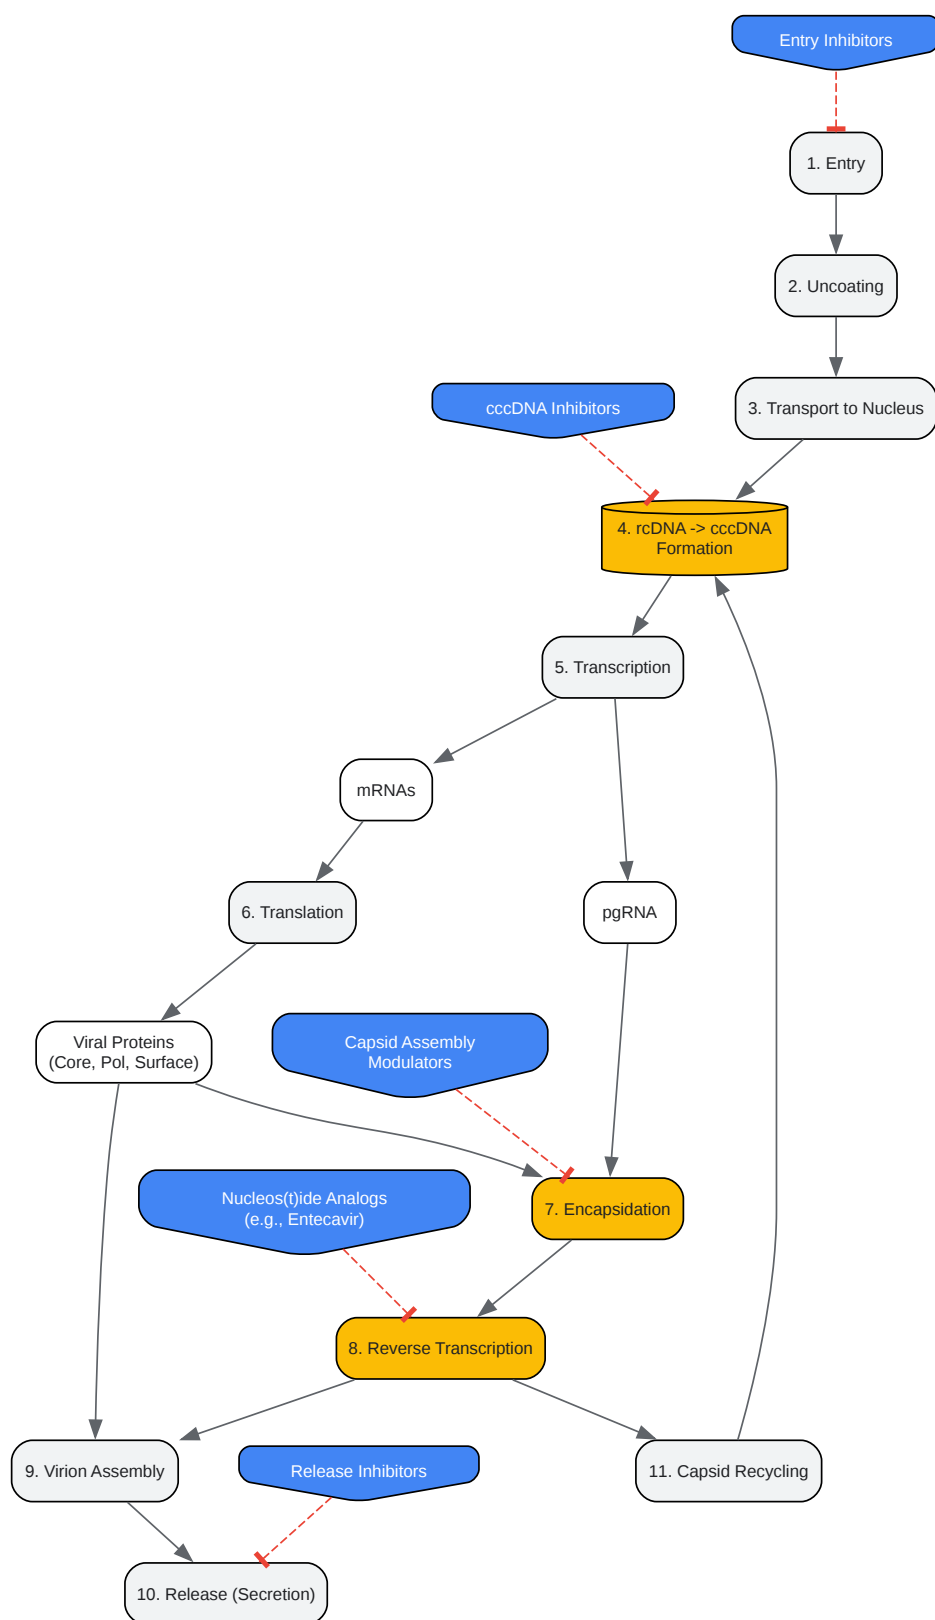 Entry Inhibitors
1. Entry
2. Uncoating
cccDNA Inhibitors
3. Transport to Nucleus
4. rcDNA -> cccDNA
Formation
5. Transcription
mRNAs
6. Translation
pgRNA
Viral Proteins
(Core, Pol, Surface)
Capsid Assembly
Modulators
Nucleos(t)ide Analogs
(e.g., Entecavir)
7. Encapsidation
8. Reverse Transcription
9. Virion Assembly
Release Inhibitors
11. Capsid Recycling
10. Release (Secretion)